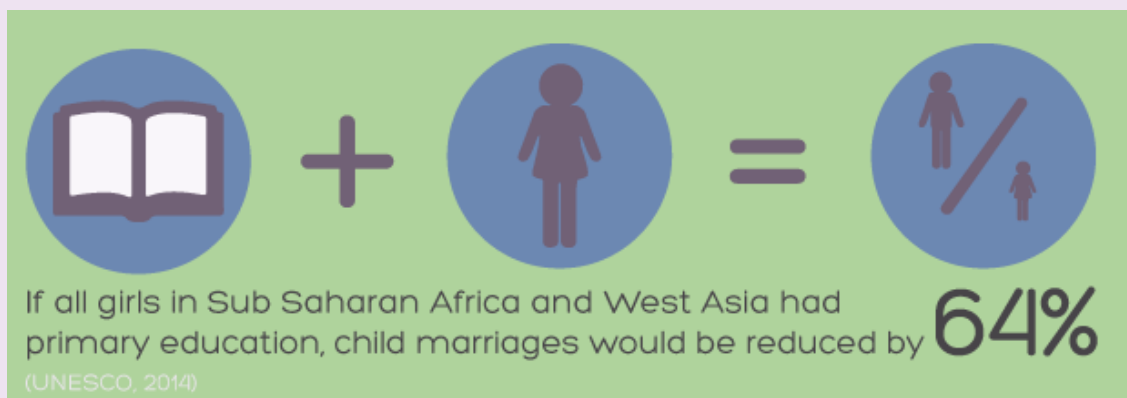 If all girls in Sub Saharan Africa and West Asia had
primary education, child marriages would be reduced by 64%
(UNESCO, 2014)